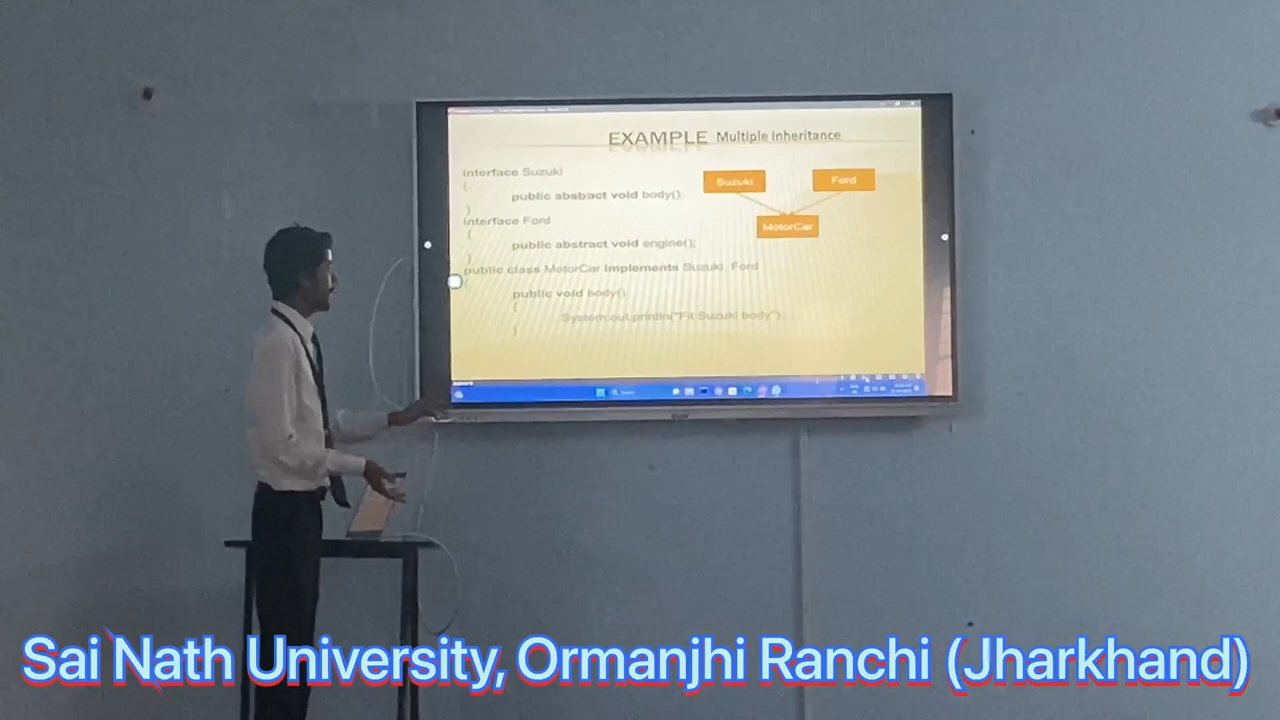 EXAMPLE Multiple Inheritance
interface Suzuki
{
public absbact void body();
}
interface Ford
{
public abstract void engine();
}
public class MotorCar implements Suzuki, Ford
{
public void body()
{
System.out.println("Fit Suzuki body")
}
Suzuki
Ford
MotorCar
Search
Sai Nath University, Ormanjhi Ranchi (Jharkhand)